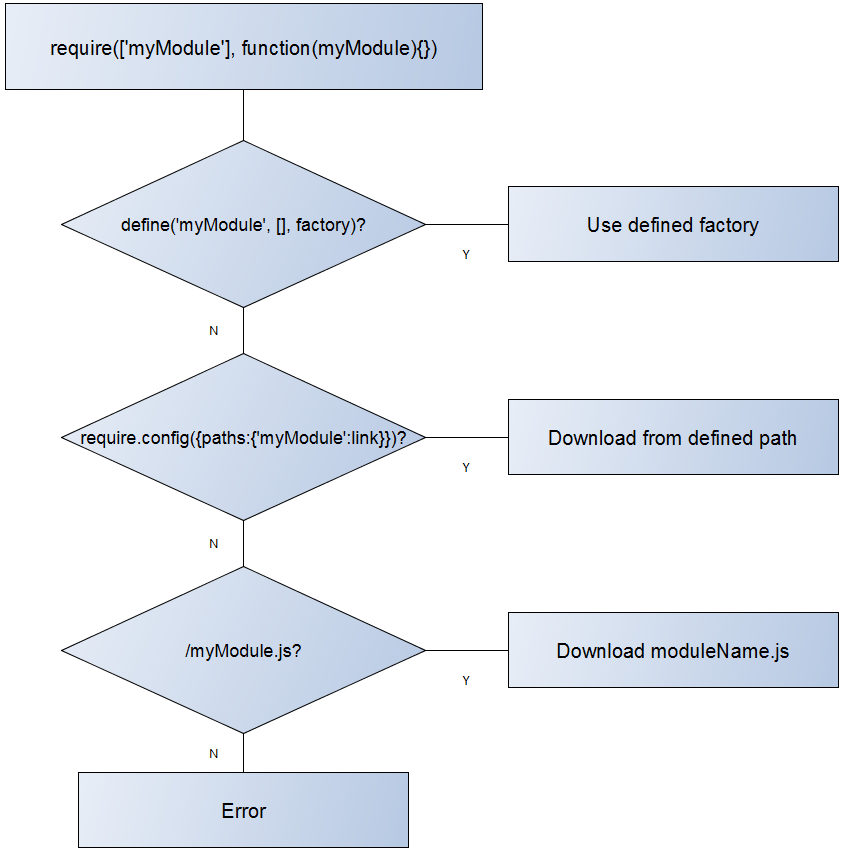 require(['myModule'], function(myModule){})
define('myModule', [], factory)?
Use defined factory
Y
N
require.config({paths:{'myModule':link}})?
Download from defined path
Y
N
/myModule.js?
Download moduleName.js
Y
N
Error